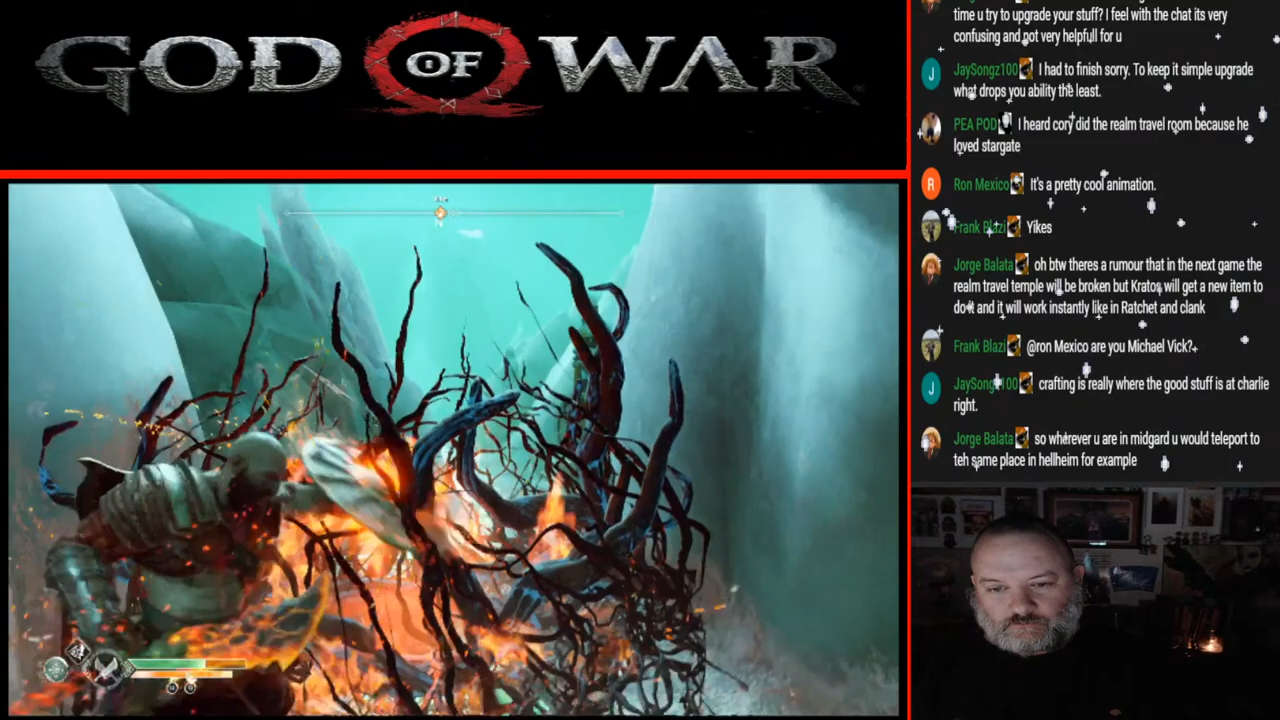 GOD OF WAR
time u try to upgrade your stuff? I feel with the chat its very
confusing and not very helpfull for u
JaySongz100 I had to finish sorry. To keep it simple upgrade
what drops you ability the least.
PEA POD I heard cory did the realm travel room because he
loved stargate
Ron Mexico It's a pretty cool animation.
Frank Blazi Yikes
Jorge Balata oh btw theres a rumour that in the next game the
realm travel temple will be broken but Kratos will get a new item to
do it and it will work instantly like in Ratchet and clank
Frank Blazi @ron Mexico are you Michael Vick?
JaySongz100 crafting is really where the good stuff is at charlie
right.
Jorge Balata so wherever u are in midgard u would teleport to
teh same place in hellheim for example